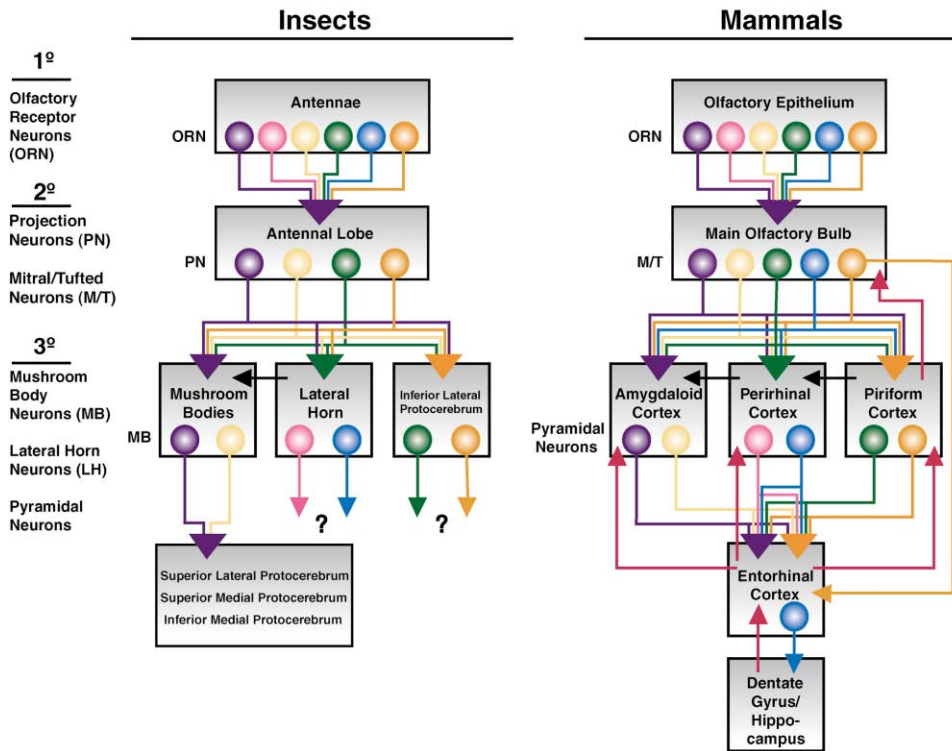 Insects
Mammals
1º
Olfactory
Receptor
Neurons
(ORN)
2º
Projection
Neurons (PN)
Mitral/Tufted
Neurons (M/T)
3º
Mushroom
Body
Neurons (MB)
Lateral Horn
Neurons (LH)
Pyramidal
Neurons
Antennae
ORN
Antennal Lobe
PN
Mushroom
Bodies
MB
Lateral
Horn
Inferior Lateral
Protocerebrum
?
?
Superior Lateral Protocerebrum
Superior Medial Protocerebrum
Inferior Medial Protocerebrum
Olfactory Epithelium
ORN
Main Olfactory Bulb
M/T
Amygdaloid
Cortex
Perirhinal
Cortex
Piriform
Cortex
Pyramidal
Neurons
Entorhinal
Cortex
Dentate
Gyrus/
Hippo-
campus